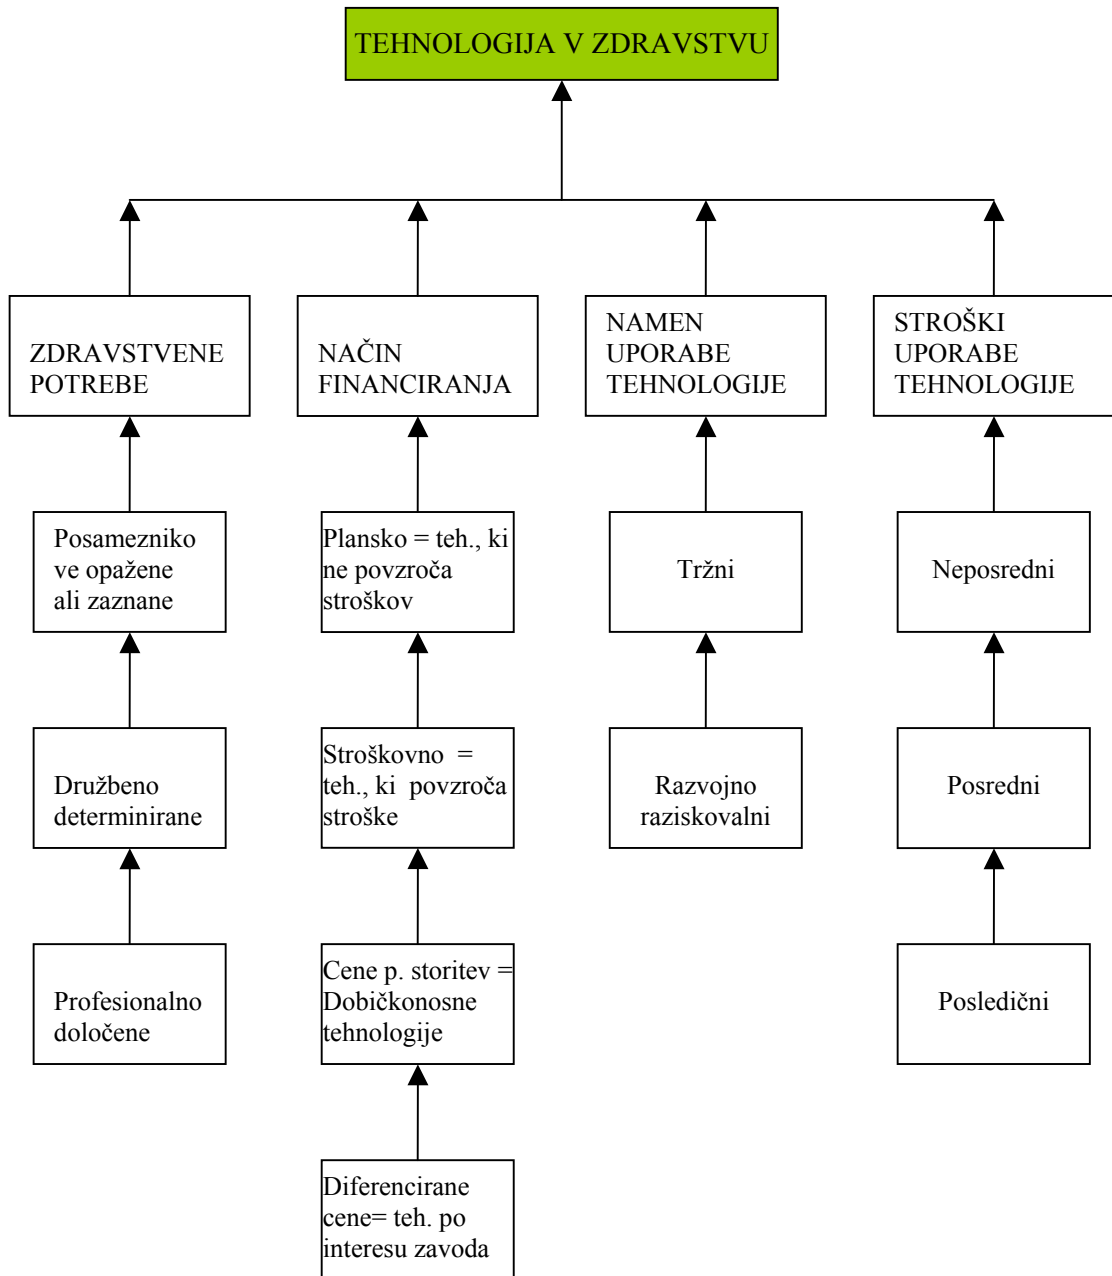 TEHNOLOGIJA V ZDRAVSTVU
ZDRAVSTVENE
POTREBE
NAČIN
FINANCIRANJA
NAMEN
UPORABE
TEHNOLOGIJE
STROŠKI
UPORABE
TEHNOLOGIJE
Posamezniko
ve opažene
ali zaznane
Plansko = teh., ki
ne povzroča
stroškov
Tržni
Neposredni
Družbeno
determinirane
Stroškovno =
teh., ki povzroča
stroške
Razvojno
raziskovalni
Posredni
Profesionalno
določene
Cene p. storitev =
Dobičkonosne
tehnologije
Posledični
Diferencirane
cene= teh. po
interesu zavoda